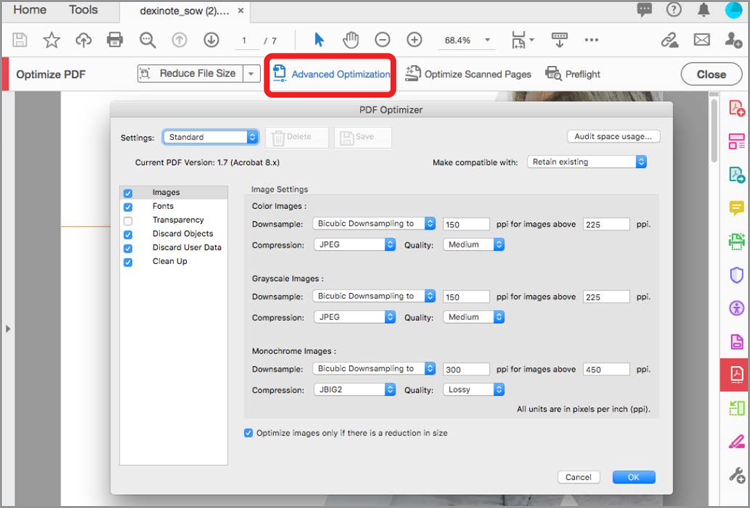 Home Tools dexinote_sow (2).... ×
1 / 7 68.4%
Optimize PDF Reduce File Size Advanced Optimization Optimize Scanned Pages Preflight Close
PDF Optimizer
Settings: Standard Delete Save Audit space usage...
Current PDF Version: 1.7 (Acrobat 8.x) Make compatible with: Retain existing
Images
Fonts
Transparency
Discard Objects
Discard User Data
Clean Up
Image Settings
Color Images :
Downsample: Bicubic Downsampling to 150 ppi for images above 225 ppi.
Compression: JPEG Quality: Medium
Grayscale Images :
Downsample: Bicubic Downsampling to 150 ppi for images above 225 ppi.
Compression: JPEG Quality: Medium
Monochrome Images :
Downsample: Bicubic Downsampling to 300 ppi for images above 450 ppi.
Compression: JBIG2 Quality: Lossy
All units are in pixels per inch (ppi).
Optimize images only if there is a reduction in size
Cancel OK